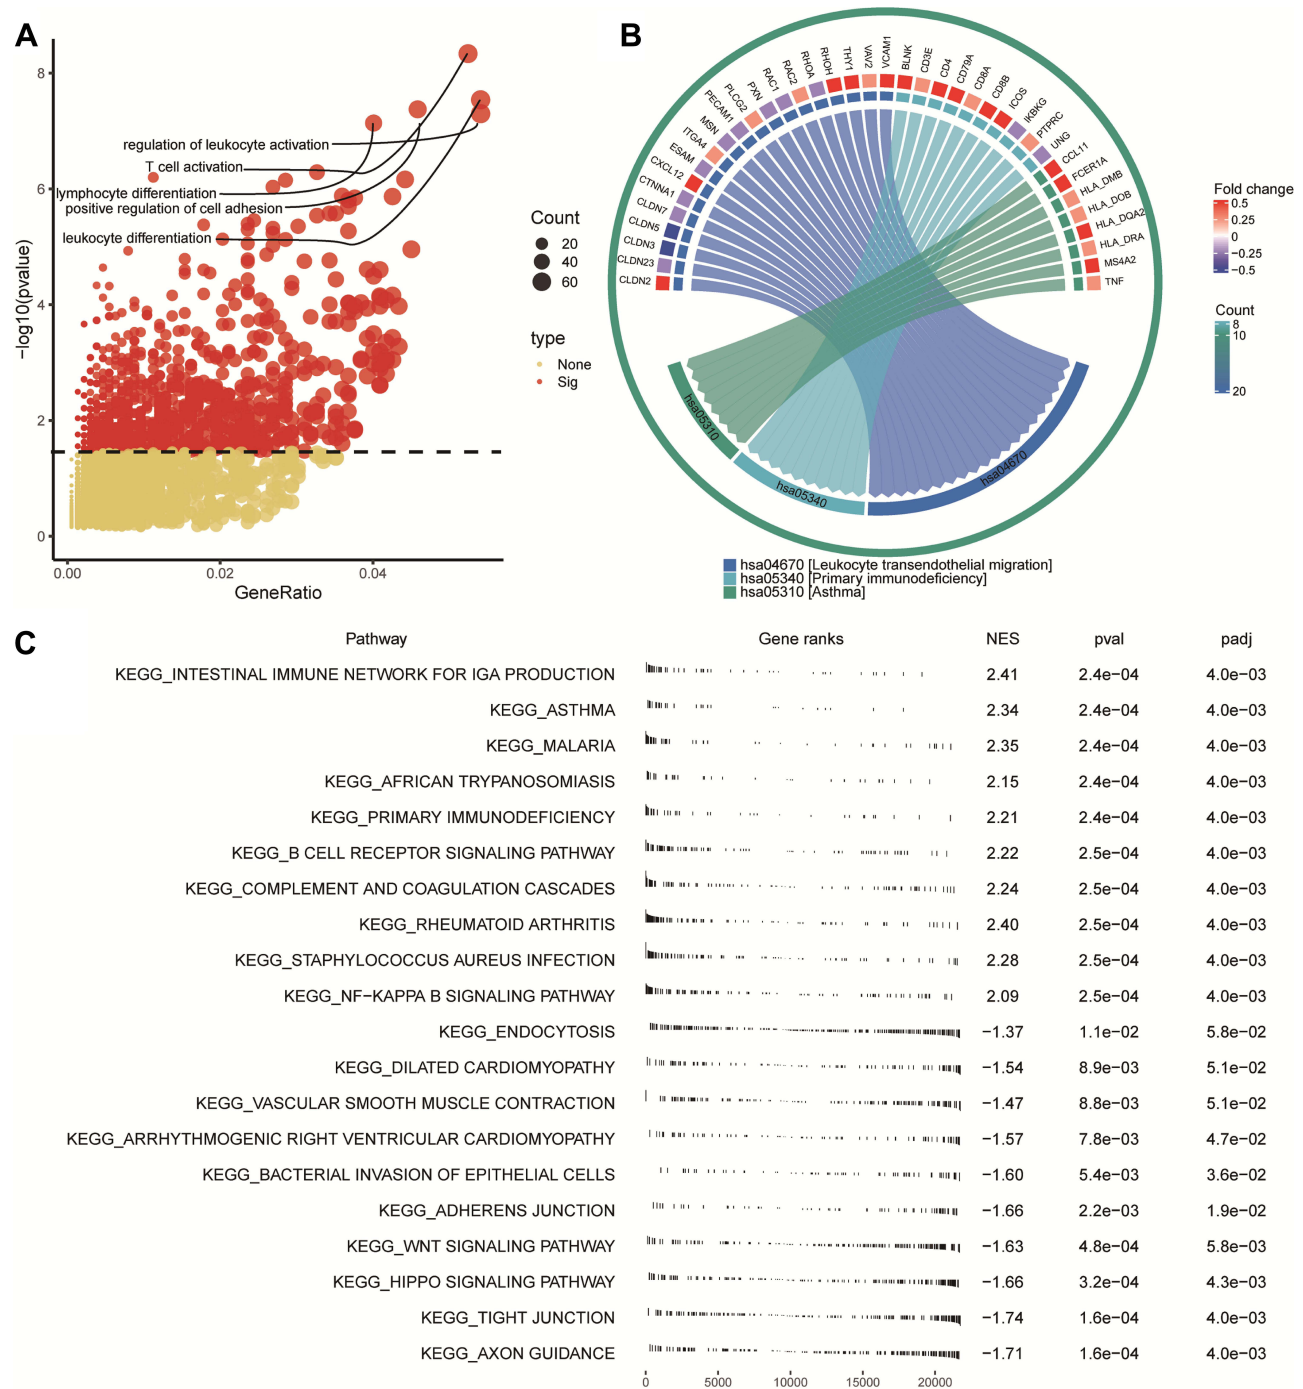 A
8
6
4
2
0
−log10(pvalue)
regulation of leukocyte activation
T cell activation
lymphocyte differentiation
positive regulation of cell adhesion
leukocyte differentiation
0.00
0.02
0.04
GeneRatio
Count
20
40
60
type
None
Sig
B
CLDN2
CLDN23
CLDN3
CLDN5
CLDN7
CTNNA1
CXCL12
ESAM
ITGA4
MSN
PECAM1
PLCG2
PXN
RAC1
RAC2
RHOA
RHOH
THY1
VAV2
VCAM1
BLNK
CD3E
CD4
CD79A
CD8A
CD8B
ICOS
IKBKG
PTPRC
UNG
CCL11
FCER1A
HLA_DMB
HLA_DOB
HLA_DQA2
HLA_DRA
MS4A2
TNF
hsa05310
hsa05340
hsa04670
Fold change
0.5
0.25
0
−0.25
−0.5
Count
8
10
20
hsa04670 [Leukocyte transendothelial migration]
hsa05340 [Primary immunodeficiency]
hsa05310 [Asthma]
C
Pathway Gene ranks NES pval padj
KEGG_INTESTINAL IMMUNE NETWORK FOR IGA PRODUCTION 2.41 2.4e−04 4.0e−03
KEGG_ASTHMA 2.34 2.4e−04 4.0e−03
KEGG_MALARIA 2.35 2.4e−04 4.0e−03
KEGG_AFRICAN TRYPANOSOMIASIS 2.15 2.4e−04 4.0e−03
KEGG_PRIMARY IMMUNODEFICIENCY 2.21 2.4e−04 4.0e−03
KEGG_B CELL RECEPTOR SIGNALING PATHWAY 2.22 2.5e−04 4.0e−03
KEGG_COMPLEMENT AND COAGULATION CASCADES 2.24 2.5e−04 4.0e−03
KEGG_RHEUMATOID ARTHRITIS 2.40 2.5e−04 4.0e−03
KEGG_STAPHYLOCOCCUS AUREUS INFECTION 2.28 2.5e−04 4.0e−03
KEGG_NF−KAPPA B SIGNALING PATHWAY 2.09 2.5e−04 4.0e−03
KEGG_ENDOCYTOSIS −1.37 1.1e−02 5.8e−02
KEGG_DILATED CARDIOMYOPATHY −1.54 8.9e−03 5.1e−02
KEGG_VASCULAR SMOOTH MUSCLE CONTRACTION −1.47 8.8e−03 5.1e−02
KEGG_ARRHYTHMOGENIC RIGHT VENTRICULAR CARDIOMYOPATHY −1.57 7.8e−03 4.7e−02
KEGG_BACTERIAL INVASION OF EPITHELIAL CELLS −1.60 5.4e−03 3.6e−02
KEGG_ADHERENS JUNCTION −1.66 2.2e−03 1.9e−02
KEGG_WNT SIGNALING PATHWAY −1.63 4.8e−04 5.8e−03
KEGG_HIPPO SIGNALING PATHWAY −1.66 3.2e−04 4.3e−03
KEGG_TIGHT JUNCTION −1.74 1.6e−04 4.0e−03
KEGG_AXON GUIDANCE −1.71 1.6e−04 4.0e−03
0 5000 10000 15000 20000